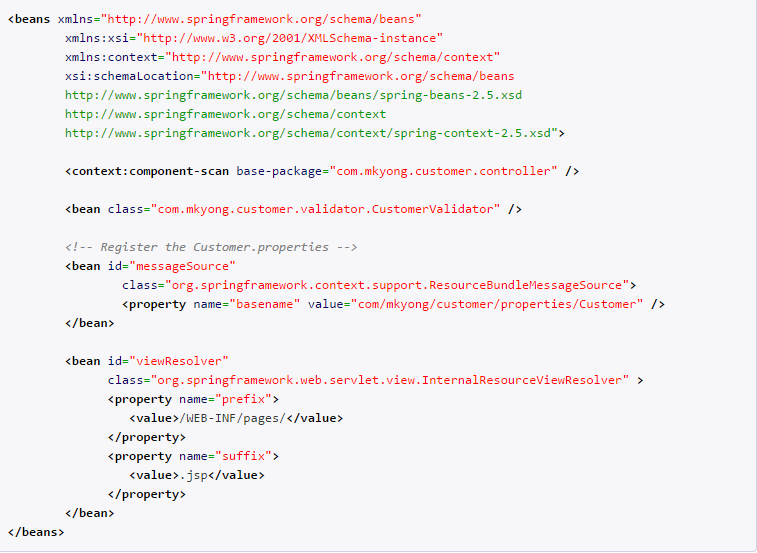 <beans xmlns="http://www.springframework.org/schema/beans"
xmlns:xsi="http://www.w3.org/2001/XMLSchema-instance"
xmlns:context="http://www.springframework.org/schema/context"
xsi:schemaLocation="http://www.springframework.org/schema/beans
http://www.springframework.org/schema/beans/spring-beans-2.5.xsd
http://www.springframework.org/schema/context
http://www.springframework.org/schema/context/spring-context-2.5.xsd">
<context:component-scan base-package="com.mkyong.customer.controller" />
<bean class="com.mkyong.customer.validator.CustomerValidator" />
<!-- Register the Customer.properties -->
<bean id="messageSource"
class="org.springframework.context.support.ResourceBundleMessageSource">
<property name="basename" value="com/mkyong/customer/properties/Customer" />
</bean>
<bean id="viewResolver"
class="org.springframework.web.servlet.view.InternalResourceViewResolver" >
<property name="prefix">
<value>/WEB-INF/pages/</value>
</property>
<property name="suffix">
<value>.jsp</value>
</property>
</bean>
</beans>